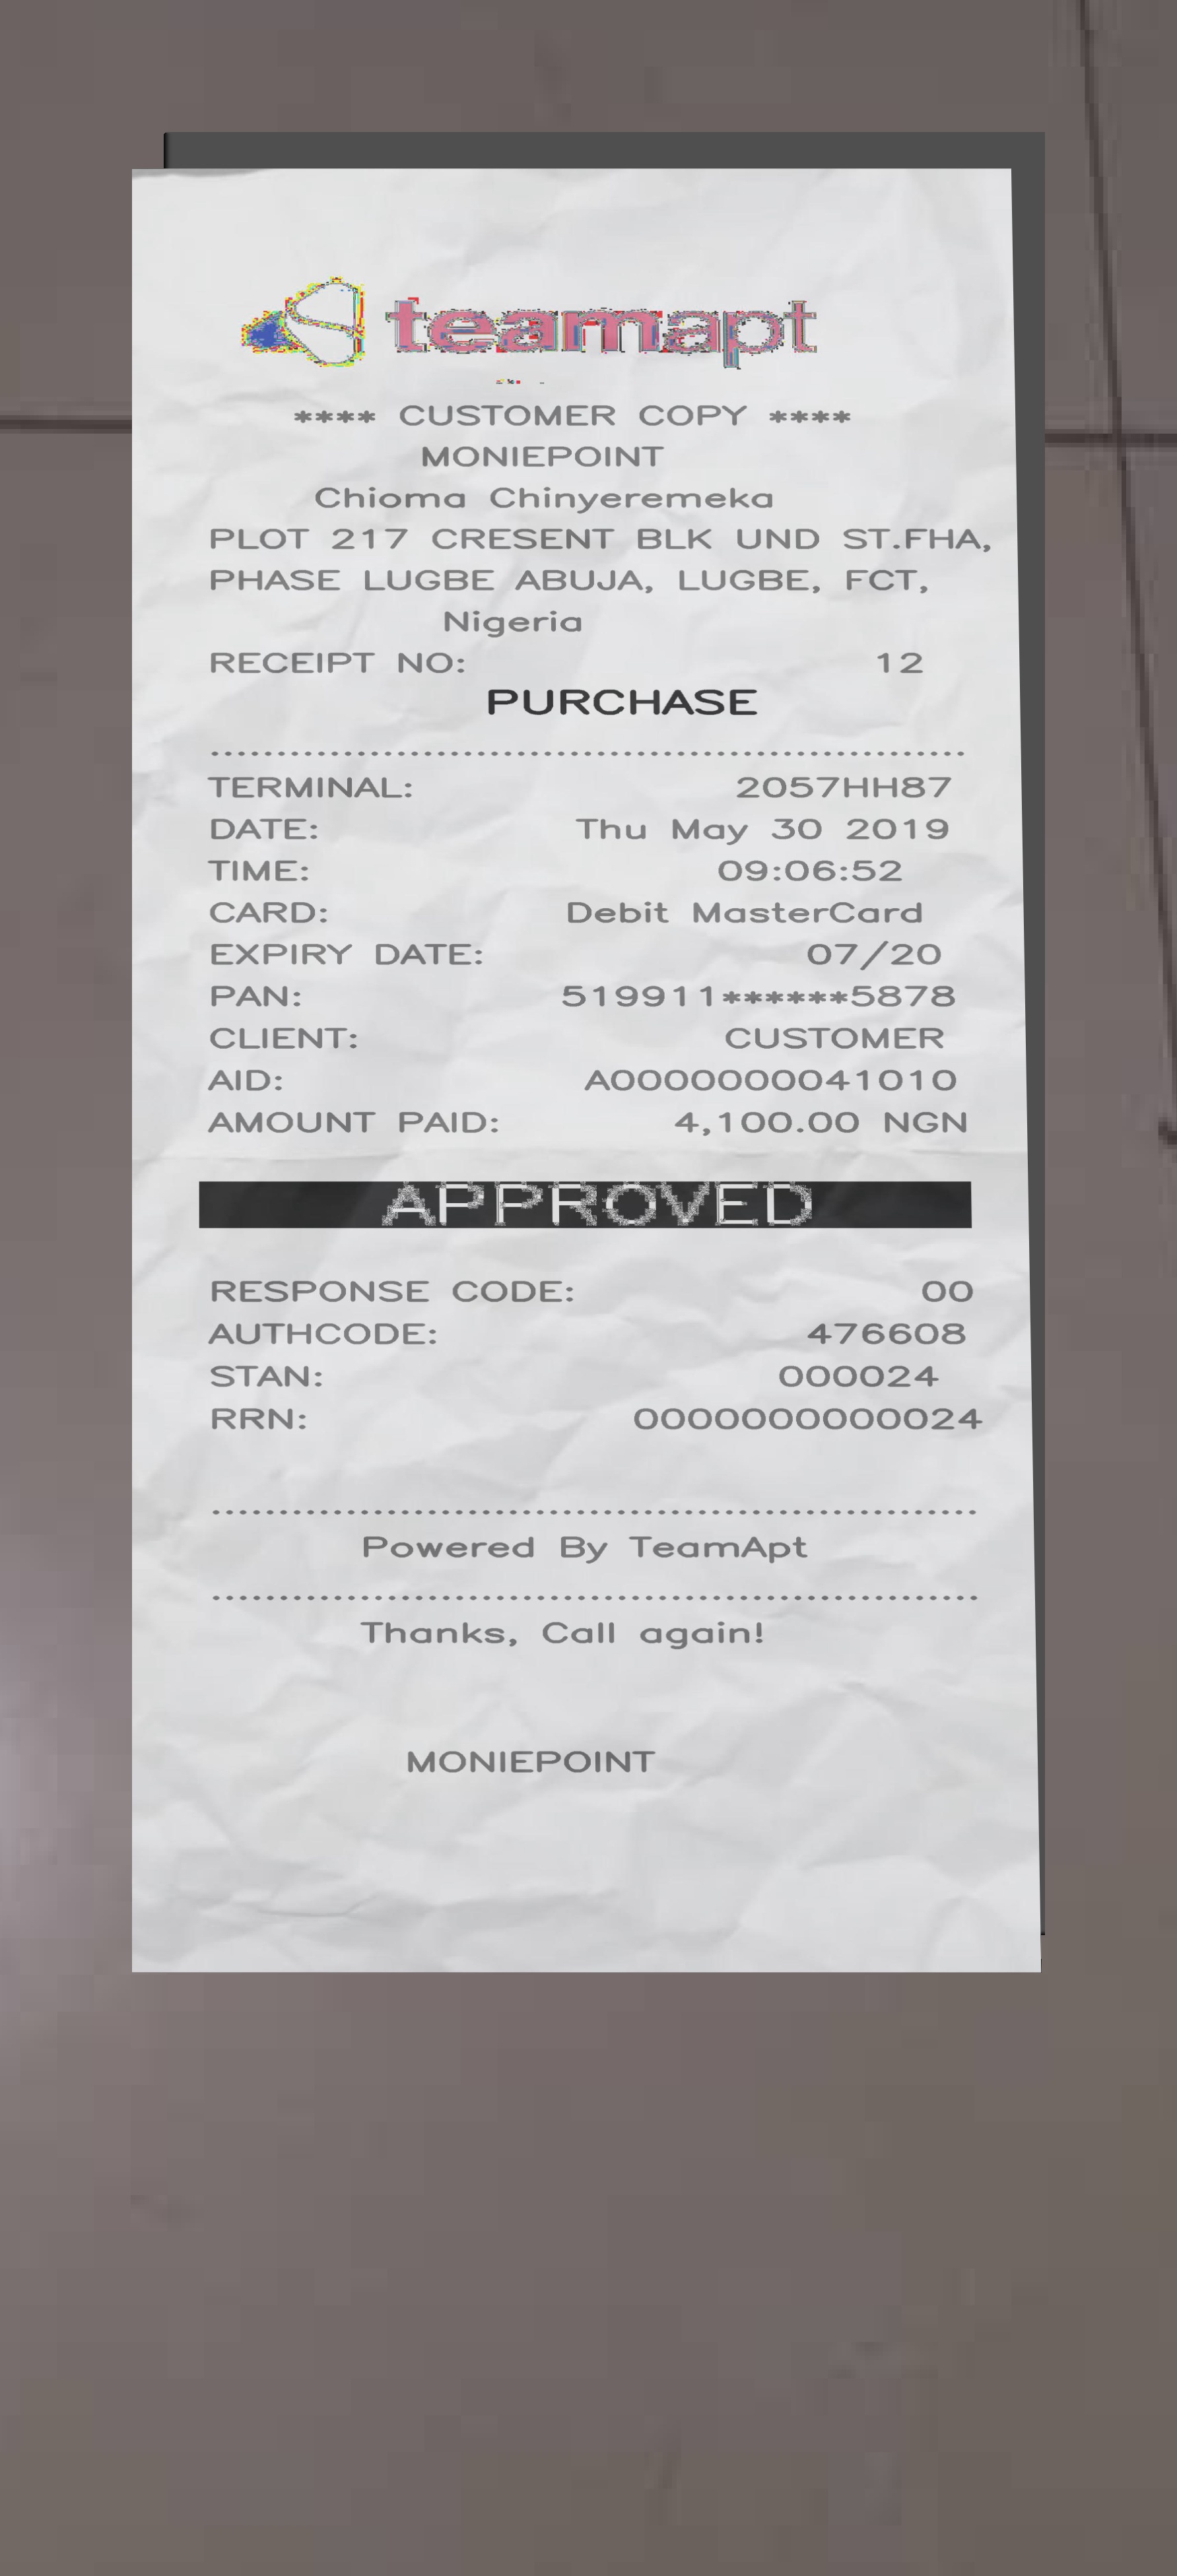 teamapt
**** CUSTOMER COPY ****
MONIEPOINT
Chioma Chinyeremeka
PLOT 217 CRESENT BLK UND ST.FHA,
PHASE LUGBE ABUJA, LUGBE, FCT,
Nigeria
RECEIPT NO: 12
PURCHASE
TERMINAL: 2057HH87
DATE: Thu May 30 2019
TIME: 09:06:52
CARD: Debit MasterCard
EXPIRY DATE: 07/20
PAN: 519911******5878
CLIENT: CUSTOMER
AID: A0000000041010
AMOUNT PAID: 4,100.00 NGN
APPROVED
RESPONSE CODE: 00
AUTHCODE: 476608
STAN: 000024
RRN: 0000000000024
Powered By TeamApt
Thanks, Call again!
MONIEPOINT